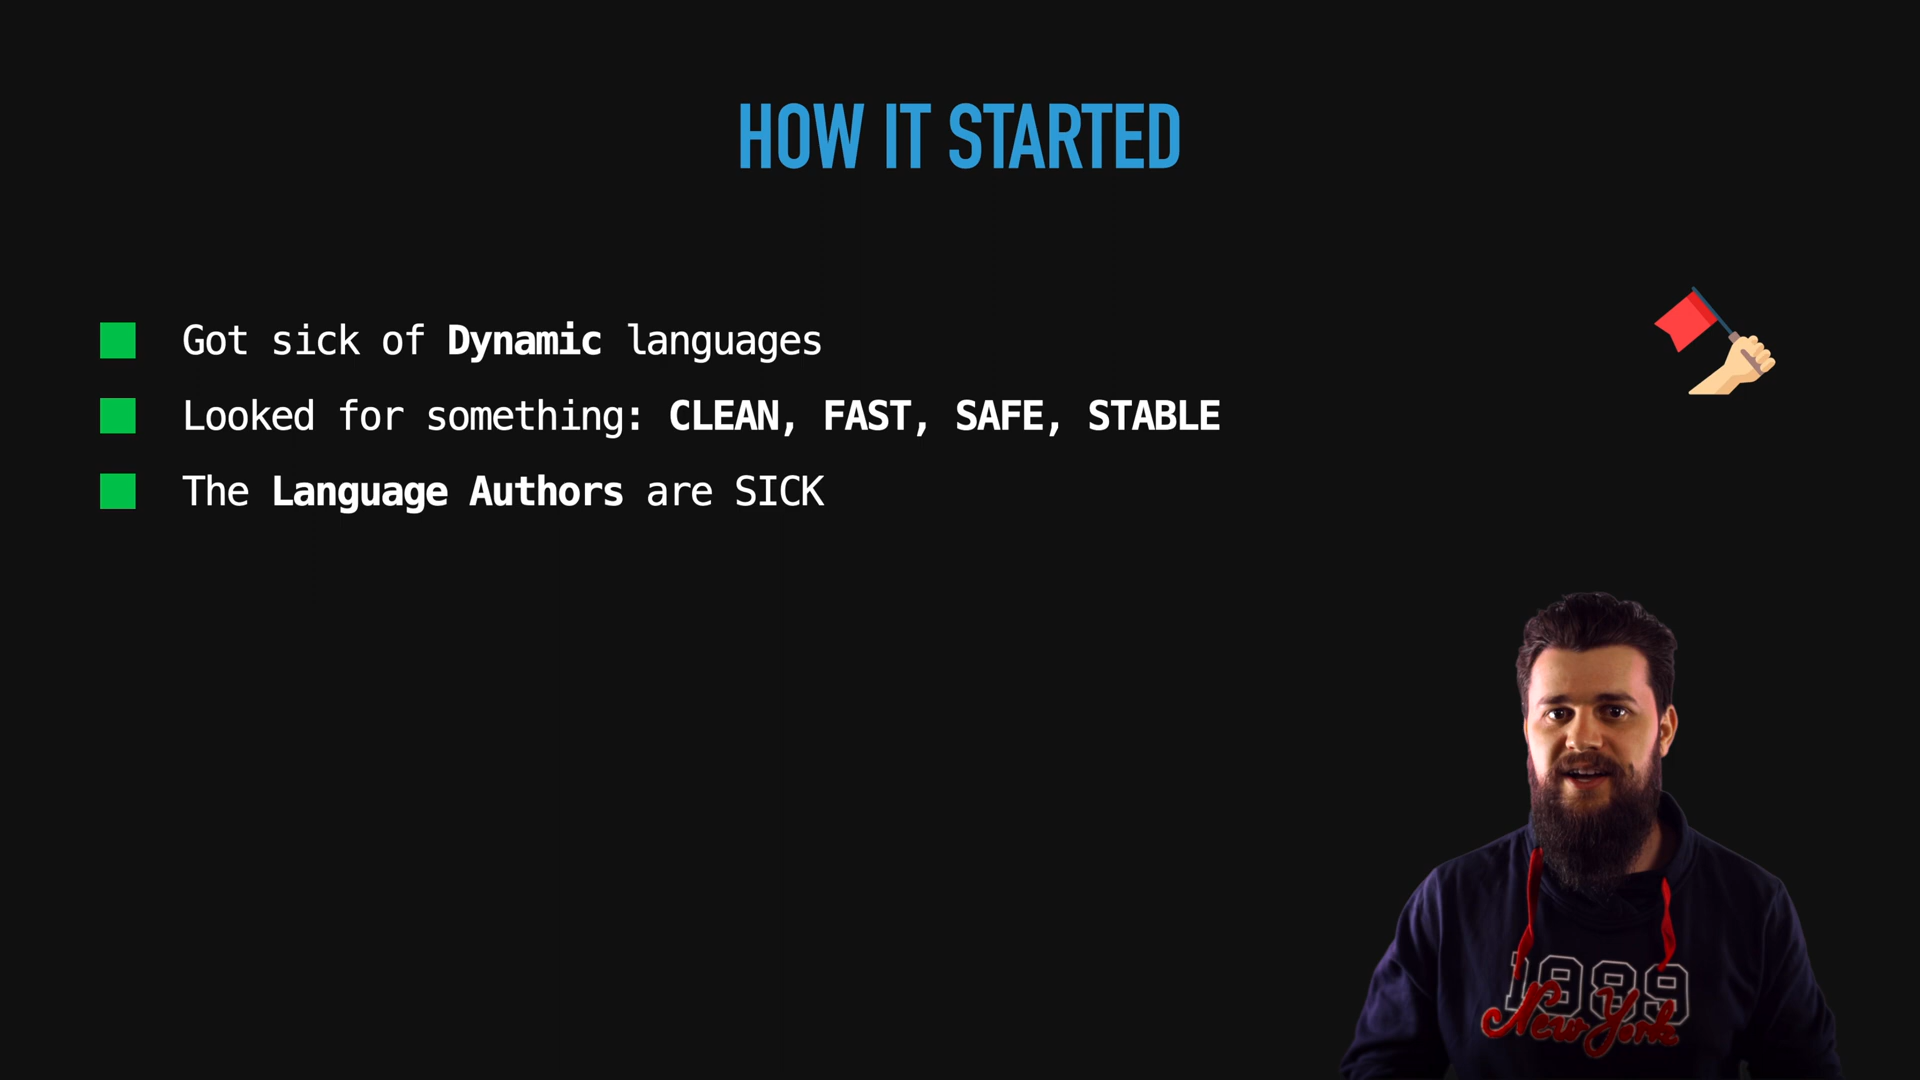 HOW IT STARTED
Got sick of Dynamic languages
Looked for something: CLEAN, FAST, SAFE, STABLE
The Language Authors are SICK
1989
New York